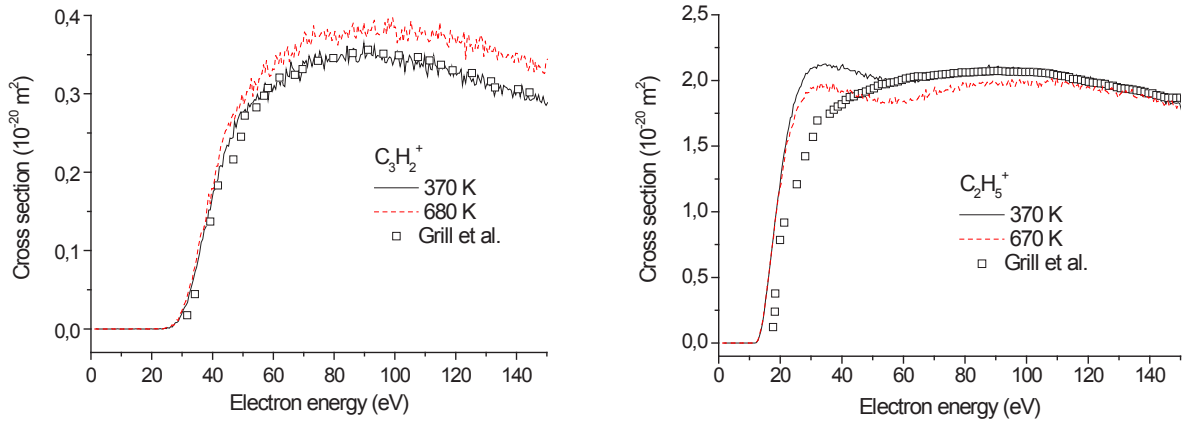 0,4
0,3
0,2
0,1
0,0
Cross section (10⁻²⁰ m²)
C₃H₂⁺
370 K
680 K
Grill et al.
0 20 40 60 80 100 120 140
Electron energy (eV)
2,5
2,0
1,5
1,0
0,5
0,0
Cross section (10⁻²⁰ m²)
C₂H₅⁺
370 K
670 K
Grill et al.
0 20 40 60 80 100 120 140
Electron energy (eV)